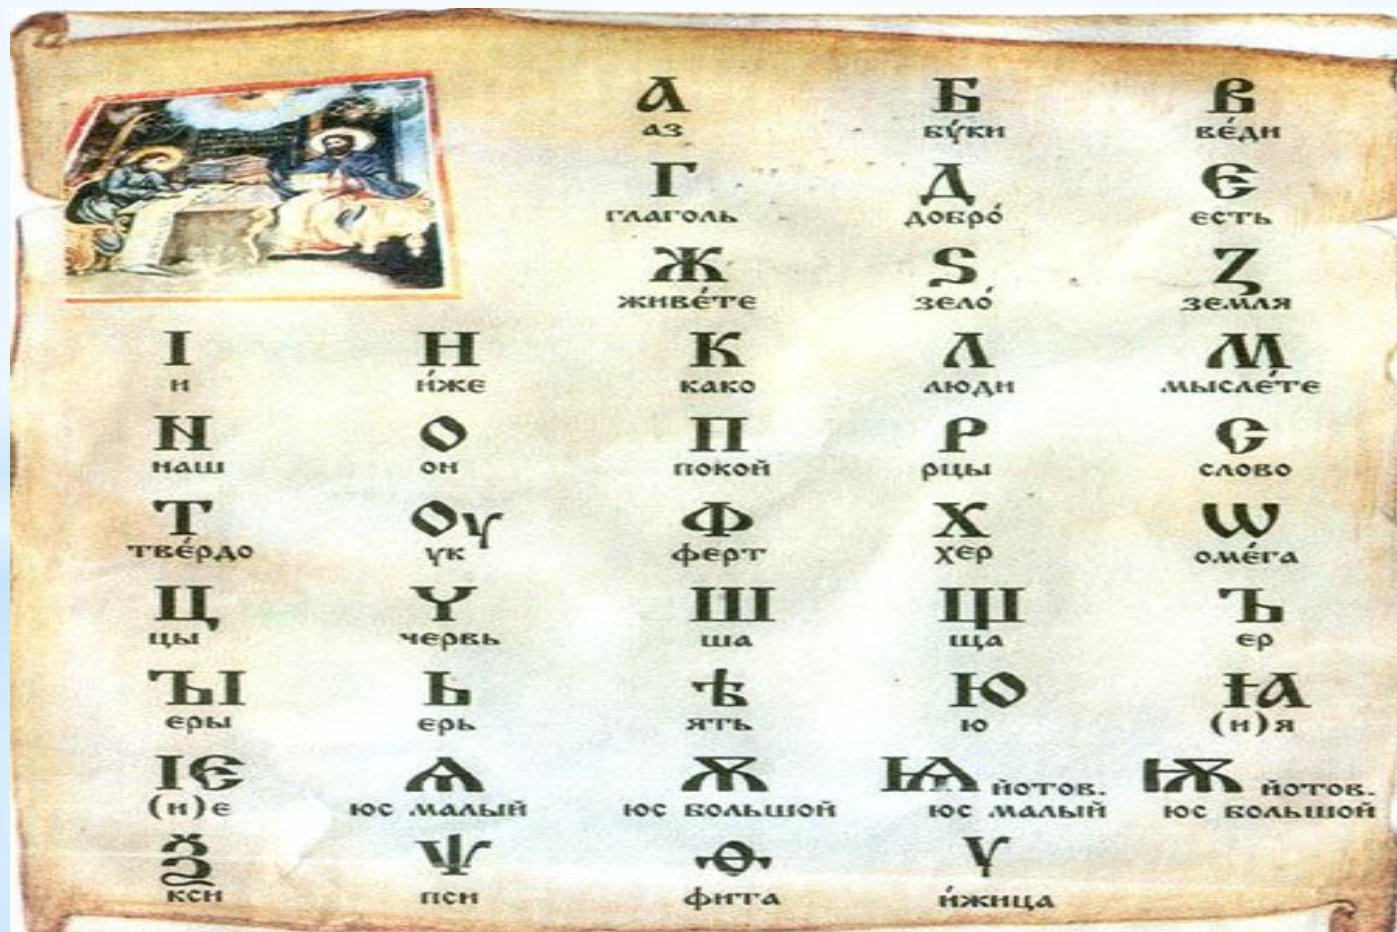 А Б В
аз бу́ки ве́ди
Г Д Є
глаголь добро́ єсть
Ж Ѕ З
живе́те зело́ земля
І Н К Л М
и и́же како люди мысле́те
N О П Р С
наш он покой рцы слово
Т Оу Ф Х Ѡ
тве́рдо ук ферт хер оме́га
Ц Ч Ш Щ Ъ
цы червь ша ща ер
ЪІ Ь Ѣ Ю Ꙗ
еры ерь ять ю (и)я
Ѥ Ѧ Ѫ Ѩ йотов. Ѭ йотов.
(и)е юс малый юс большой юс малый юс большой
Ѯ Ѱ Ѳ Ѵ
кси пси фита и́жица